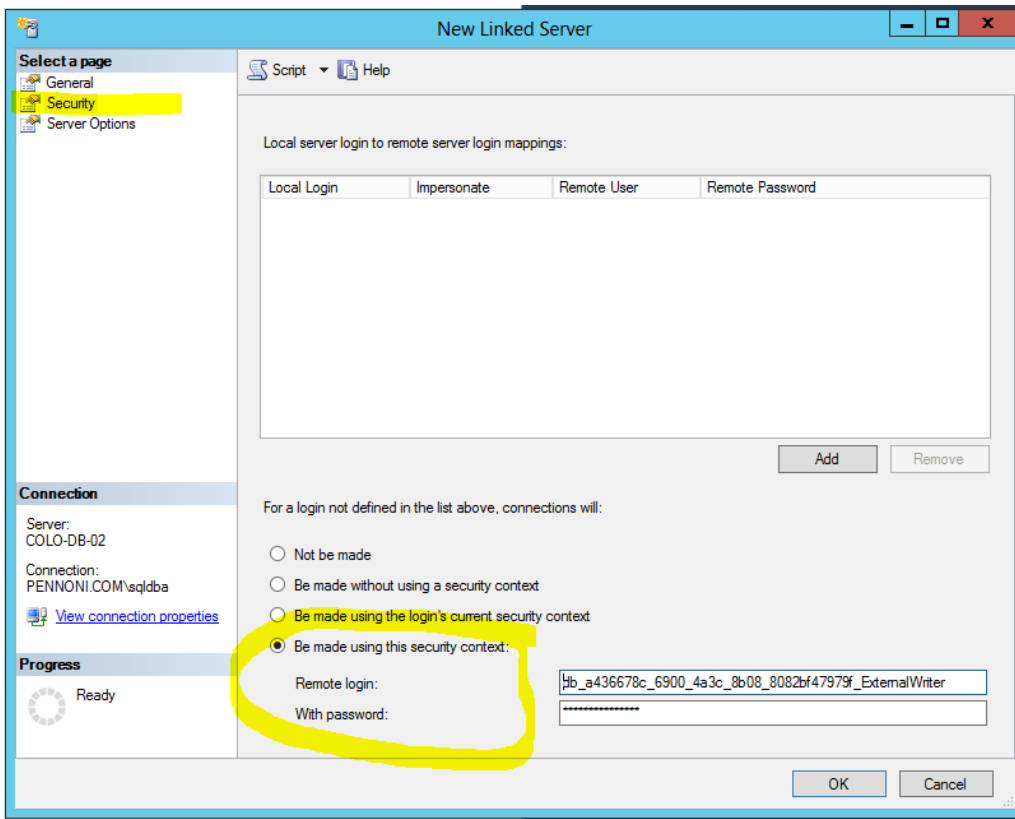 New Linked Server
Select a page
General
Security
Server Options
Script
Help
Local server login to remote server login mappings:
Local Login Impersonate Remote User Remote Password
Add Remove
Connection
Server:
COLO-DB-02
Connection:
PENNONI.COM\sqldba
View connection properties
Progress
Ready
For a login not defined in the list above, connections will:
Not be made
Be made without using a security context
Be made using the login's current security context
Be made using this security context:
Remote login: db_a436678c_6900_4a3c_8b08_8082bf47979f_ExternalWriter
With password: ***************
OK Cancel